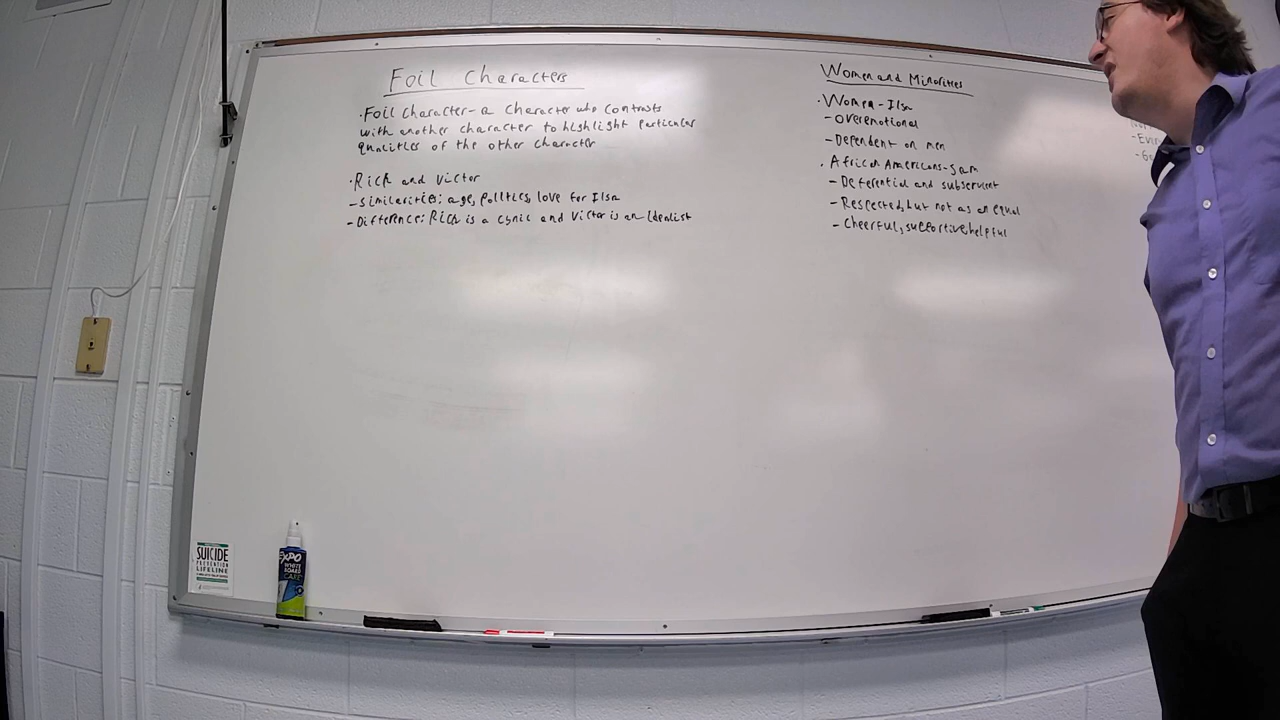 Foil Characters
·Foil Character - a character who contrasts
with another character to highlight particular
qualities of the other character
·Rick and Victor
-Similarities: age, politics, love for Ilsa
-Difference: Rick is a cynic and Victor is an Idealist
Women and Minorities
·Women - Ilsa
-Overemotional
-Dependent on men
·African Americans - Sam
-Deferential and subservient
-Respected, but not as an equal
-Cheerful, supportive, helpful
SUICIDE
PREVENTION
LIFELINE
EXPO
WHITE
BOARD
CARE